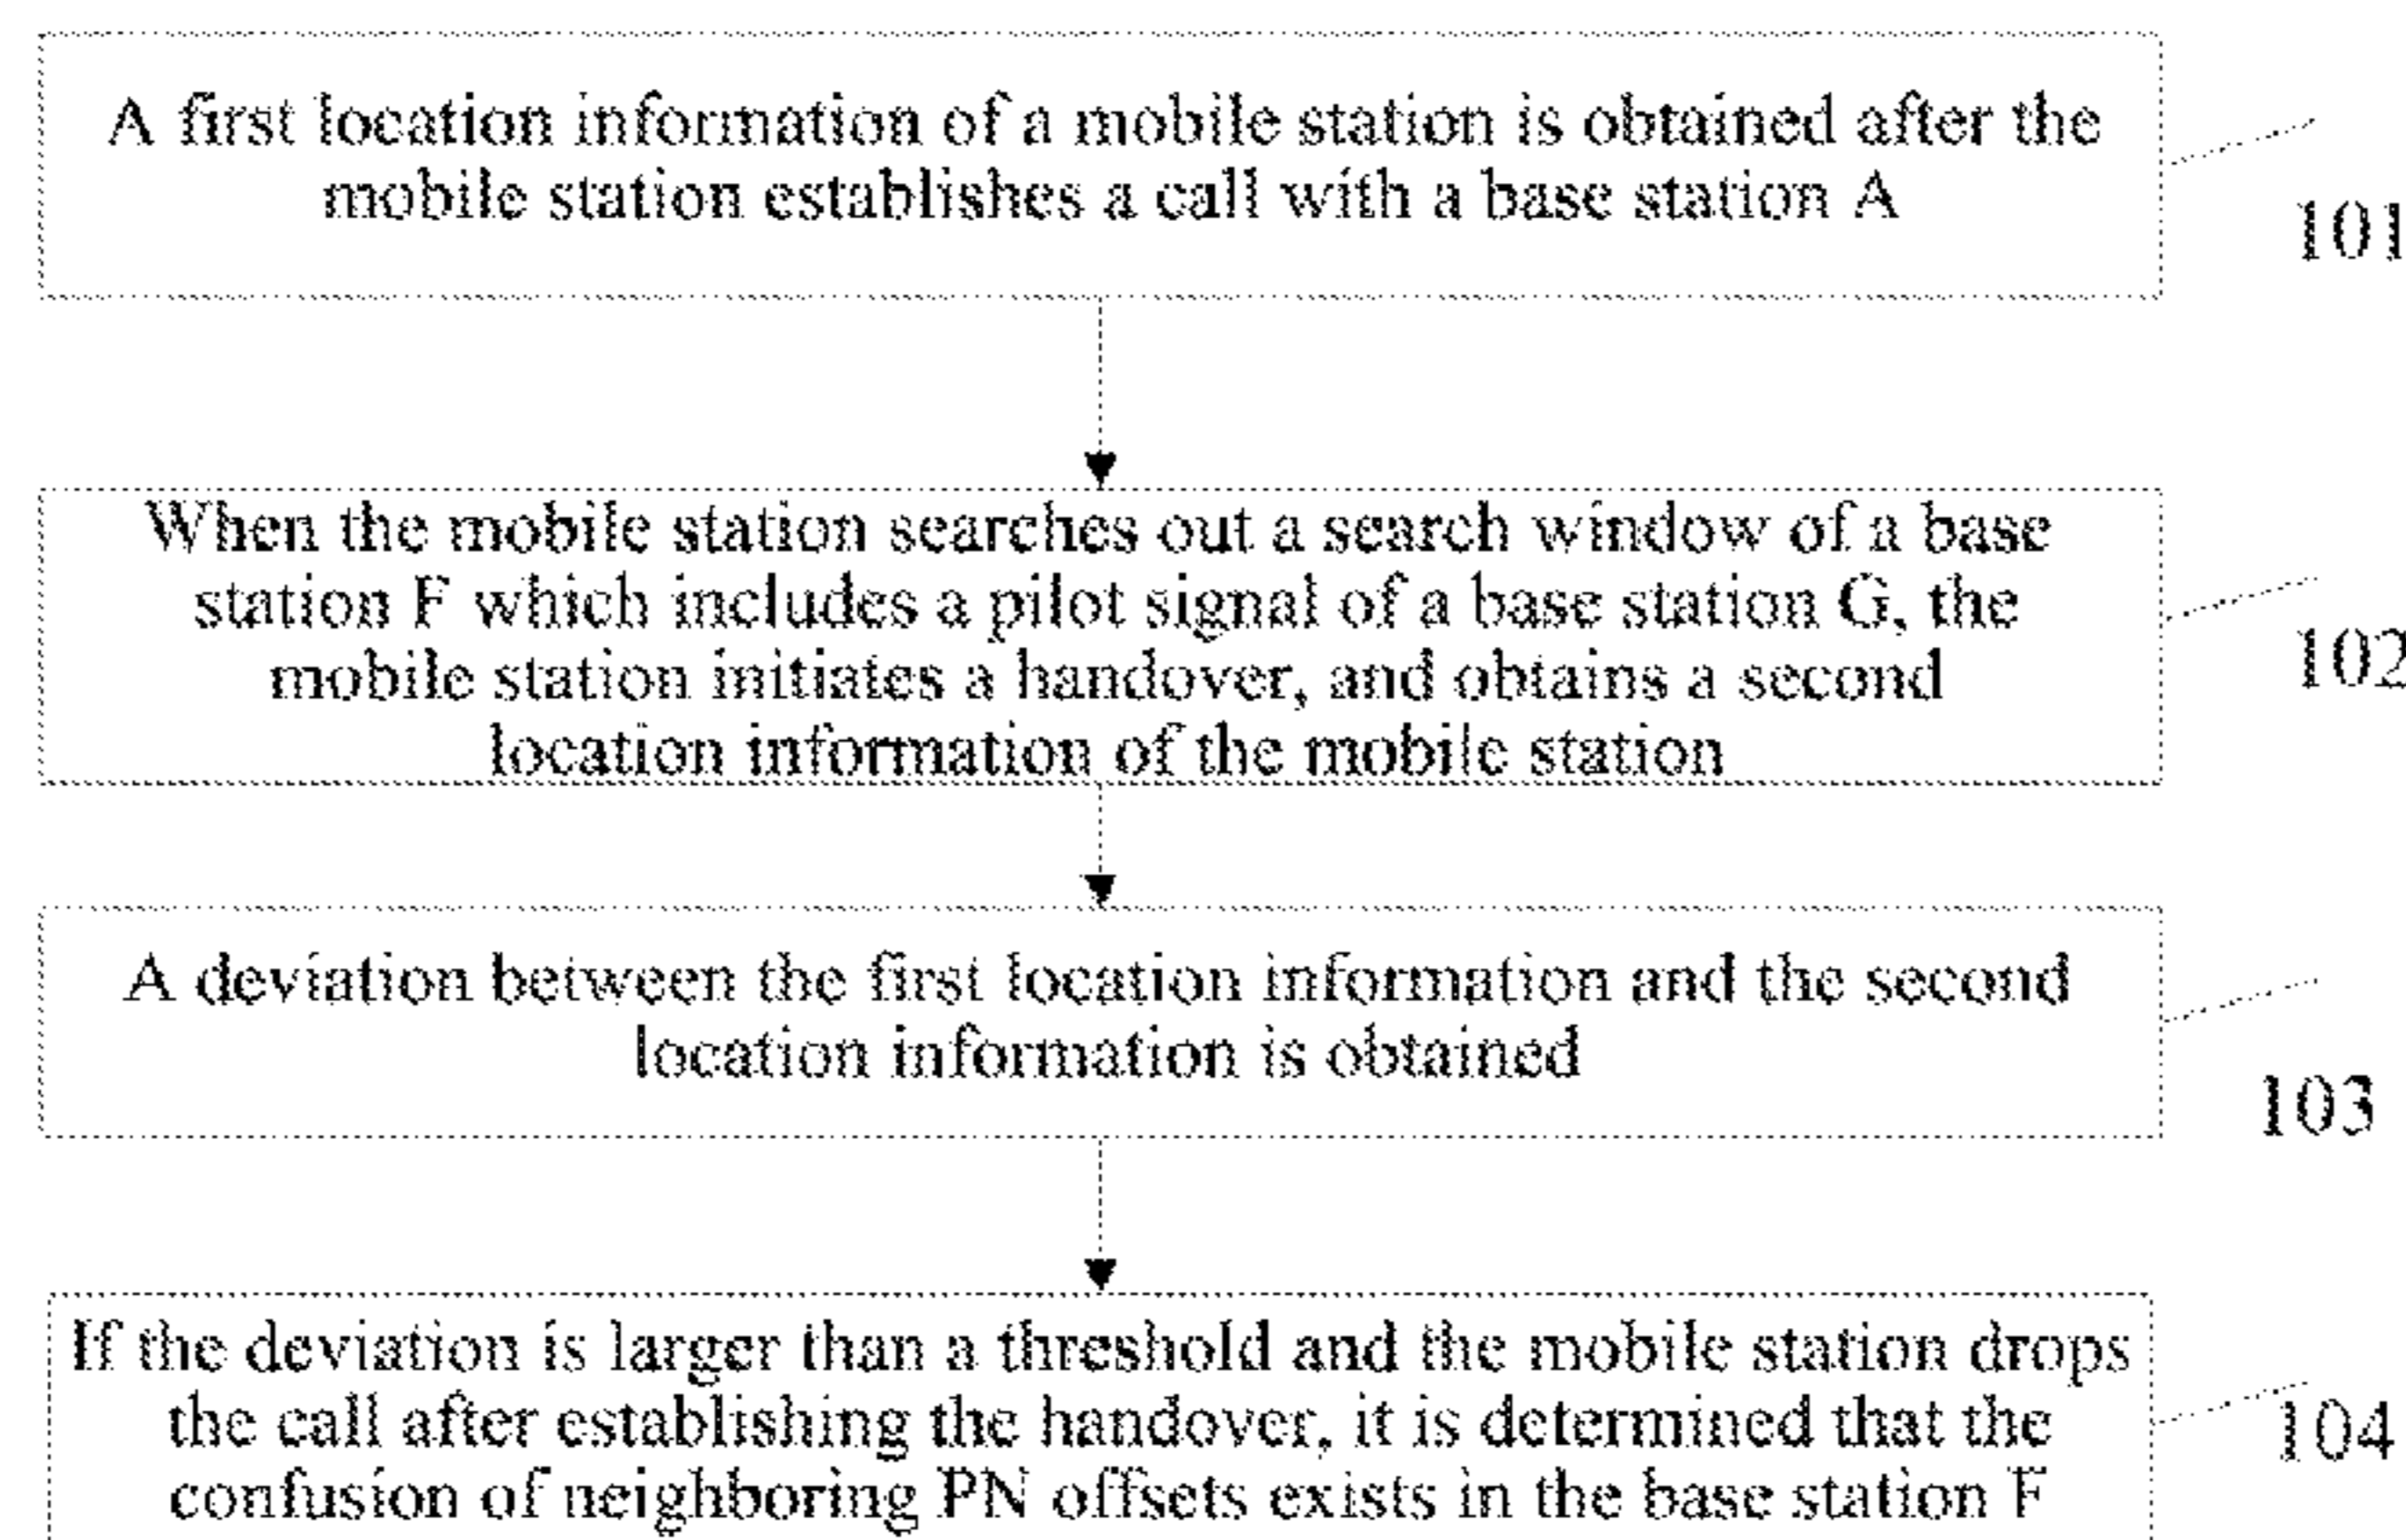 A first location information of a mobile station is obtained after the
mobile station establishes a call with a base station A
101
When the mobile station searches out a search window of a base
station F which includes a pilot signal of a base station G, the
mobile station initiates a handover, and obtains a second
location information of the mobile station
102
A deviation between the first location information and the second
location information is obtained
103
If the deviation is larger than a threshold and the mobile station drops
the call after establishing the handover, it is determined that the
confusion of neighboring PN offsets exists in the base station F
104